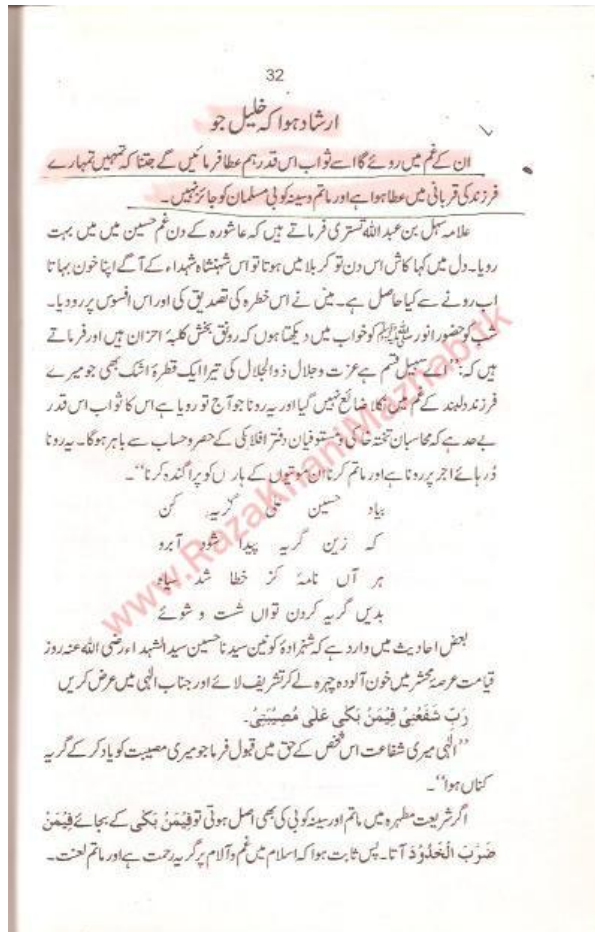 32
ارشاد ہوا کہ خلیل جو
ان کے غم میں روئے گا اسے ثواب اس قدر ہم عطا فرمائیں گے جتنا کہ تمہیں تمہارے
فرزند کی قربانی میں عطا ہوا ہے اور ماتم و سینہ کوبی مسلمان کو جائز نہیں۔
علامہ سہل بن عبد اللہ تستری فرماتے ہیں کہ عاشورہ کے دن غم حسین میں میں بہت
رویا۔ دل میں کہا کاش اس دن تو کربلا میں ہوتا تو اس شہنشاہ شہداء کے آگے اپنا خون بہاتا
اب رونے سے کیا حاصل ہے۔ میں نے اس خطرہ کی تصدیق کی اور اس افسوس پر رو دیا۔
شب کو حضور انور ﷺ کو خواب میں دیکھتا ہوں کہ رونق بخش کلبۂ احزان ہیں اور فرماتے
ہیں کہ: ''اے سہیل قسم ہے عزت و جلال ذوالجلال کی تیرا ایک قطرۂ اشک بھی جو میرے
فرزند دلبند کے غم میں نکلا ضائع نہیں گیا اور یہ رونا جو آج تو رویا ہے اس کا ثواب اس قدر
بے حد ہے کہ محاسبان تختہ خاکی و مستوفیان دفتر افلاکی کے حصر و حساب سے باہر ہوگا۔ یہ رونا
دُرہائے اجر پر رونا ہے اور ماتم کرنا ان موتیوں کے ہار کو پراگندہ کرنا''۔
بیاد حسین علی گریہ کن
کہ زین گریہ پیدا شود آبرو
ہر آں نامۂ کز خطا شد سیاہ
بدیں گریہ کردن تواں شست و شوئے
بعض احادیث میں وارد ہے کہ شہزادۂ کونین سیدنا حسین سید الشہداء رضی اللہ عنہ روز
قیامت عرصۂ محشر میں خون آلودہ چہرہ لے کر تشریف لائے اور جناب الٰہی میں عرض کریں
رَبِّ شَفَعْنِیْ فِیْمَنْ بَکٰی عَلٰی مُصِیْبَتِیْ۔
''الٰہی میری شفاعت اس شخص کے حق میں قبول فرما جو میری مصیبت کو یاد کر کے گریہ
کناں ہوا''۔
اگر شریعت مطہرہ میں ماتم اور سینہ کوبی کی بھی اصل ہوتی تو فِیْمَنْ بَکٰی کے بجائے فِیْمَنْ
ضَرَبَ الْخُدُوْدَ آتا۔ پس ثابت ہوا کہ اسلام میں غم و آلام پر گریہ رحمت ہے اور ماتم لعنت۔
www.RazaKhaniMazhab.tk